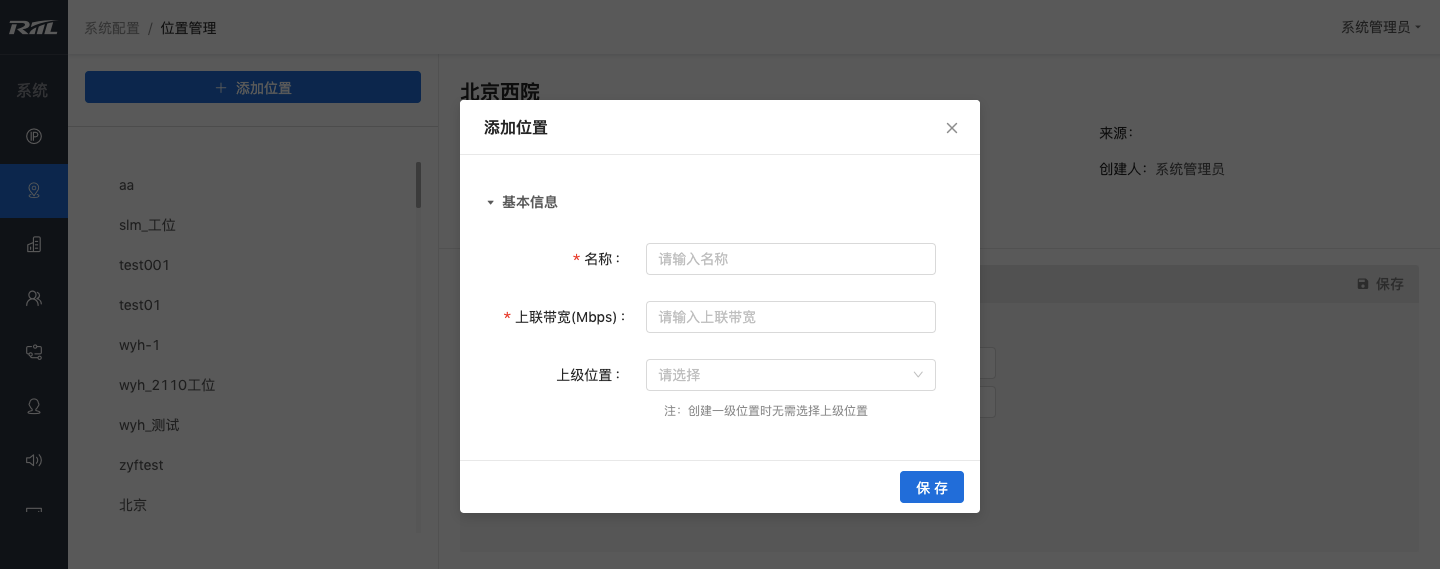 RML
系统配置 / 位置管理
系统管理员
系统
+ 添加位置
aa
slm_工位
test001
test01
wyh-1
wyh_2110工位
wyh_测试
zyftest
北京
北京西院
来源:
创建人: 系统管理员
保存
添加位置
基本信息
* 名称 :
请输入名称
* 上联带宽(Mbps) :
请输入上联带宽
上级位置 :
请选择
注: 创建一级位置时无需选择上级位置
保 存